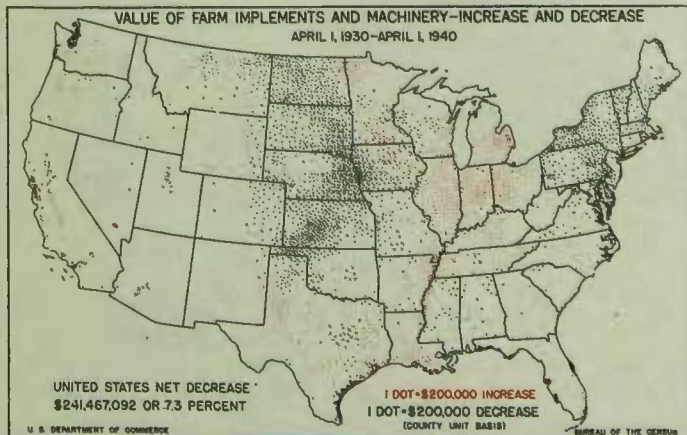 VALUE OF FARM IMPLEMENTS AND MACHINERY-INCREASE AND DECREASE
APRIL 1, 1930-APRIL 1, 1940
UNITED STATES NET DECREASE
$241,467,092 OR 7.3 PERCENT
1 DOT=$200,000 INCREASE
1 DOT=$200,000 DECREASE
(COUNTY UNIT BASIS)
U. S. DEPARTMENT OF COMMERCE
BUREAU OF THE CENSUS